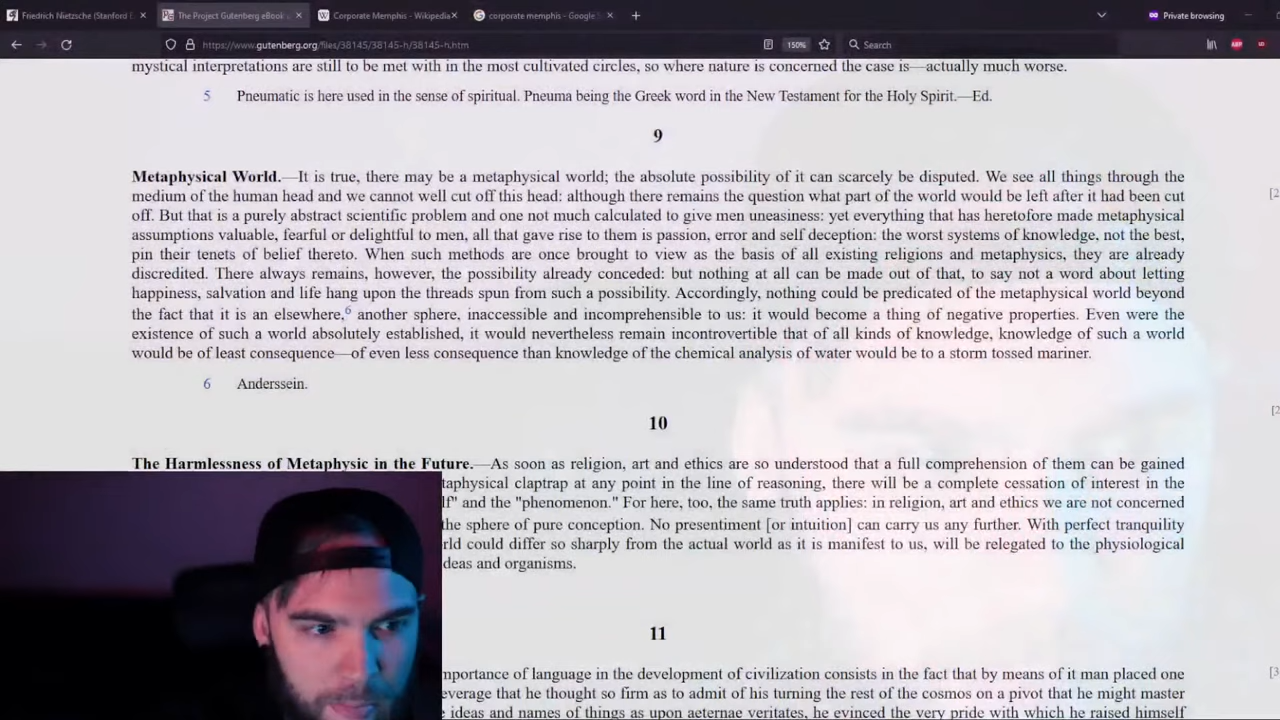 Friedrich Nietzsche (Stanford E
The Project Gutenberg eBook
Corporate Memphis - Wikipedia
corporate memphis - Google
Private browsing
https://www.gutenberg.org/files/38145/38145-h/38145-h.htm
150%
Search
mystical interpretations are still to be met with in the most cultivated circles, so where nature is concerned the case is—actually much worse.
5 Pneumatic is here used in the sense of spiritual. Pneuma being the Greek word in the New Testament for the Holy Spirit.—Ed.
9
Metaphysical World.—It is true, there may be a metaphysical world; the absolute possibility of it can scarcely be disputed. We see all things through the
medium of the human head and we cannot well cut off this head: although there remains the question what part of the world would be left after it had been cut
off. But that is a purely abstract scientific problem and one not much calculated to give men uneasiness: yet everything that has heretofore made metaphysical
assumptions valuable, fearful or delightful to men, all that gave rise to them is passion, error and self deception: the worst systems of knowledge, not the best,
pin their tenets of belief thereto. When such methods are once brought to view as the basis of all existing religions and metaphysics, they are already
discredited. There always remains, however, the possibility already conceded: but nothing at all can be made out of that, to say not a word about letting
happiness, salvation and life hang upon the threads spun from such a possibility. Accordingly, nothing could be predicated of the metaphysical world beyond
the fact that it is an elsewhere,6 another sphere, inaccessible and incomprehensible to us: it would become a thing of negative properties. Even were the
existence of such a world absolutely established, it would nevertheless remain incontrovertible that of all kinds of knowledge, knowledge of such a world
would be of least consequence—of even less consequence than knowledge of the chemical analysis of water would be to a storm tossed mariner.
6 Anderssein.
10
The Harmlessness of Metaphysic in the Future.—As soon as religion, art and ethics are so understood that a full comprehension of them can be gained
taphysical claptrap at any point in the line of reasoning, there will be a complete cessation of interest in the
lf" and the "phenomenon." For here, too, the same truth applies: in religion, art and ethics we are not concerned
the sphere of pure conception. No presentiment [or intuition] can carry us any further. With perfect tranquility
rld could differ so sharply from the actual world as it is manifest to us, will be relegated to the physiological
deas and organisms.
11
mportance of language in the development of civilization consists in the fact that by means of it man placed one
everage that he thought so firm as to admit of his turning the rest of the cosmos on a pivot that he might master
ideas and names of things as upon aeternae veritates, he evinced the very pride with which he raised himself